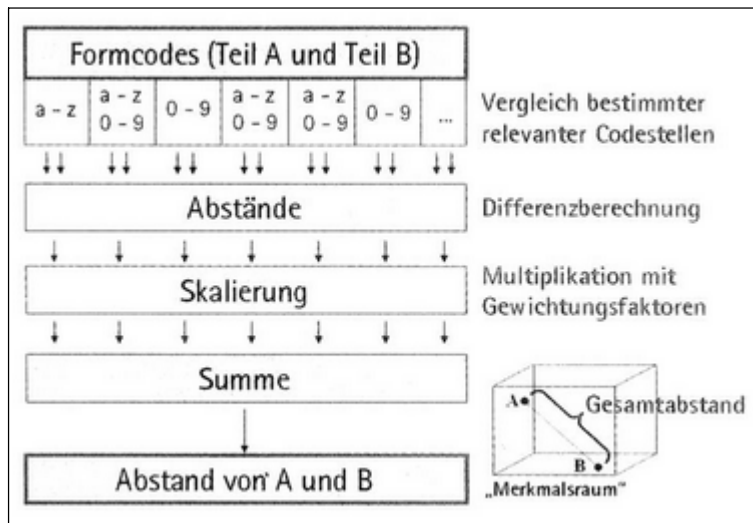 Formcodes (Teil A und Teil B)
a - z
a - z
0 - 9
0 - 9
a - z
0 - 9
a - z
0 - 9
0 - 9
...
Vergleich bestimmter
relevanter Codestellen
Abstände
Differenzberechnung
Skalierung
Multiplikation mit
Gewichtungsfaktoren
Summe
A
Gesamtabstand
B
Abstand von A und B
„Merkmalsraum"